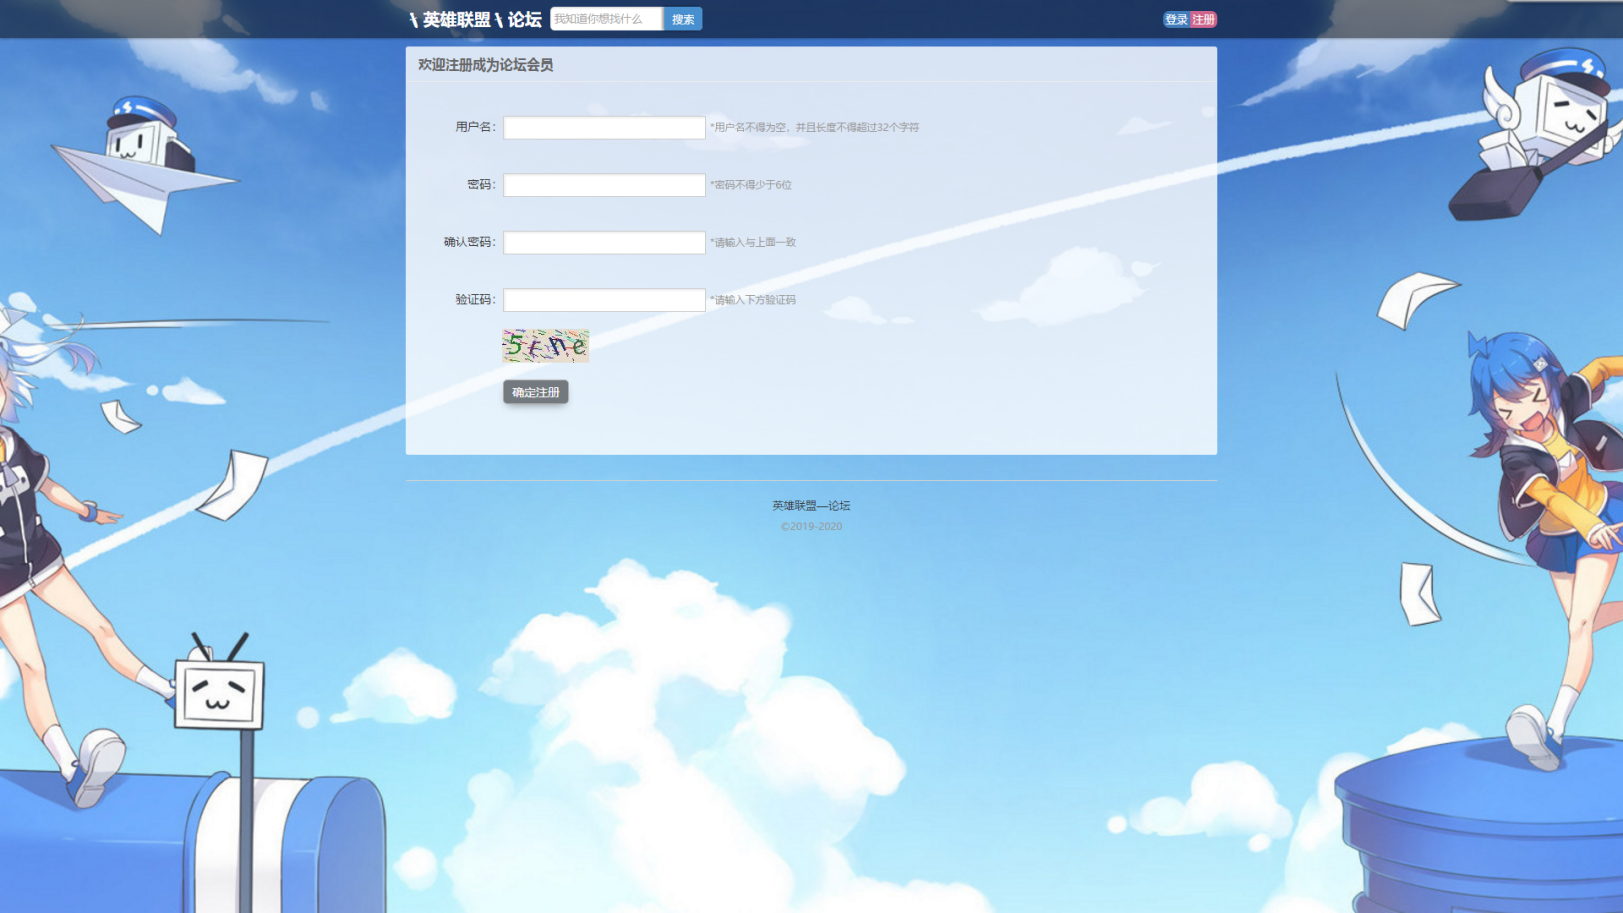 英雄联盟 论坛 我知道你想找什么 搜索 登录 注册
欢迎注册成为论坛会员
用户名： *用户名不得为空，并且长度不得超过32个字符
密码： *密码不得少于6位
确认密码： *请输入与上面一致
验证码： *请输入下方验证码
5rne
确定注册
英雄联盟—论坛
©2019-2020